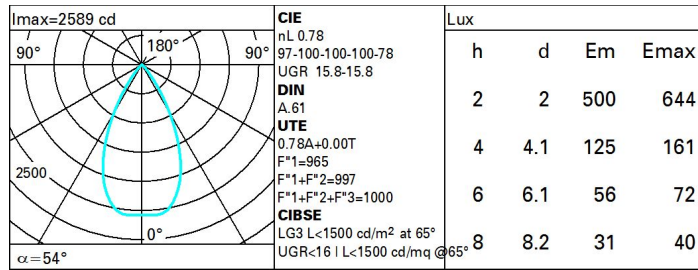 Imax=2589 cd
90°
180°
90°
2500
0°
α=54°
CIE
nL 0.78
97-100-100-100-78
UGR 15.8-15.8
DIN
A.61
UTE
0.78A+0.00T
F"1=965
F"1+F"2=997
F"1+F"2+F"3=1000
CIBSE
LG3 L<1500 cd/m² at 65°
UGR<16 | L<1500 cd/mq @65°
Lux
h d Em Emax
2 2 500 644
4 4.1 125 161
6 6.1 56 72
8 8.2 31 40